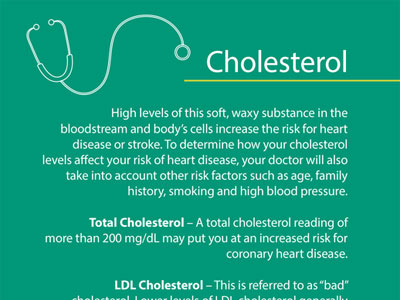 Cholesterol
High levels of this soft, waxy substance in the
bloodstream and body's cells increase the risk for heart
disease or stroke. To determine how your cholesterol
levels affect your risk of heart disease, your doctor will also
take into account other risk factors such as age, family
history, smoking and high blood pressure.
Total Cholesterol – A total cholesterol reading of
more than 200 mg/dL may put you at an increased risk for
coronary heart disease.
LDL Cholesterol – This is referred to as “bad”
cholesterol. Lower levels of LDL cholesterol generally